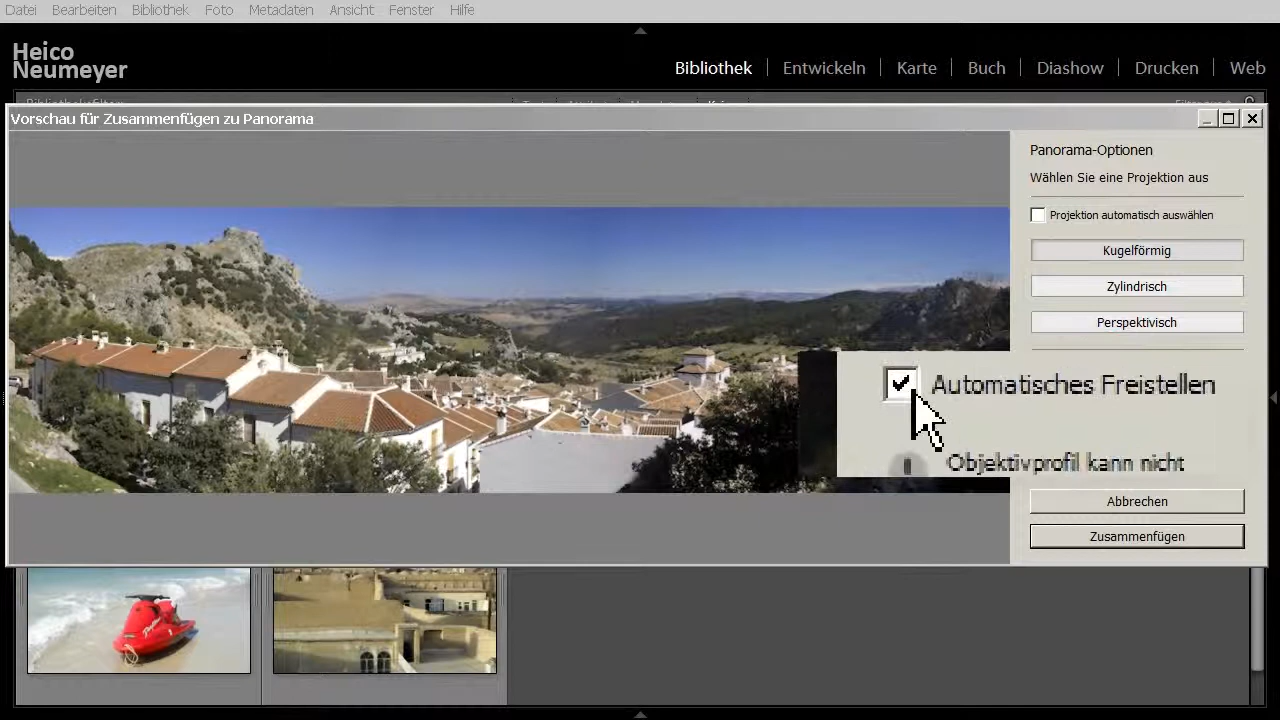 Datei Bearbeiten Bibliothek Foto Metadaten Ansicht Fenster Hilfe
Heico
Neumeyer
Bibliothek Entwickeln Karte Buch Diashow Drucken Web
Vorschau für Zusammenfügen zu Panorama
Panorama-Optionen
Wählen Sie eine Projektion aus
Projektion automatisch auswählen
Kugelförmig
Zylindrisch
Perspektivisch
Automatisches Freistellen
Objektivprofil kann nicht
Abbrechen
Zusammenfügen